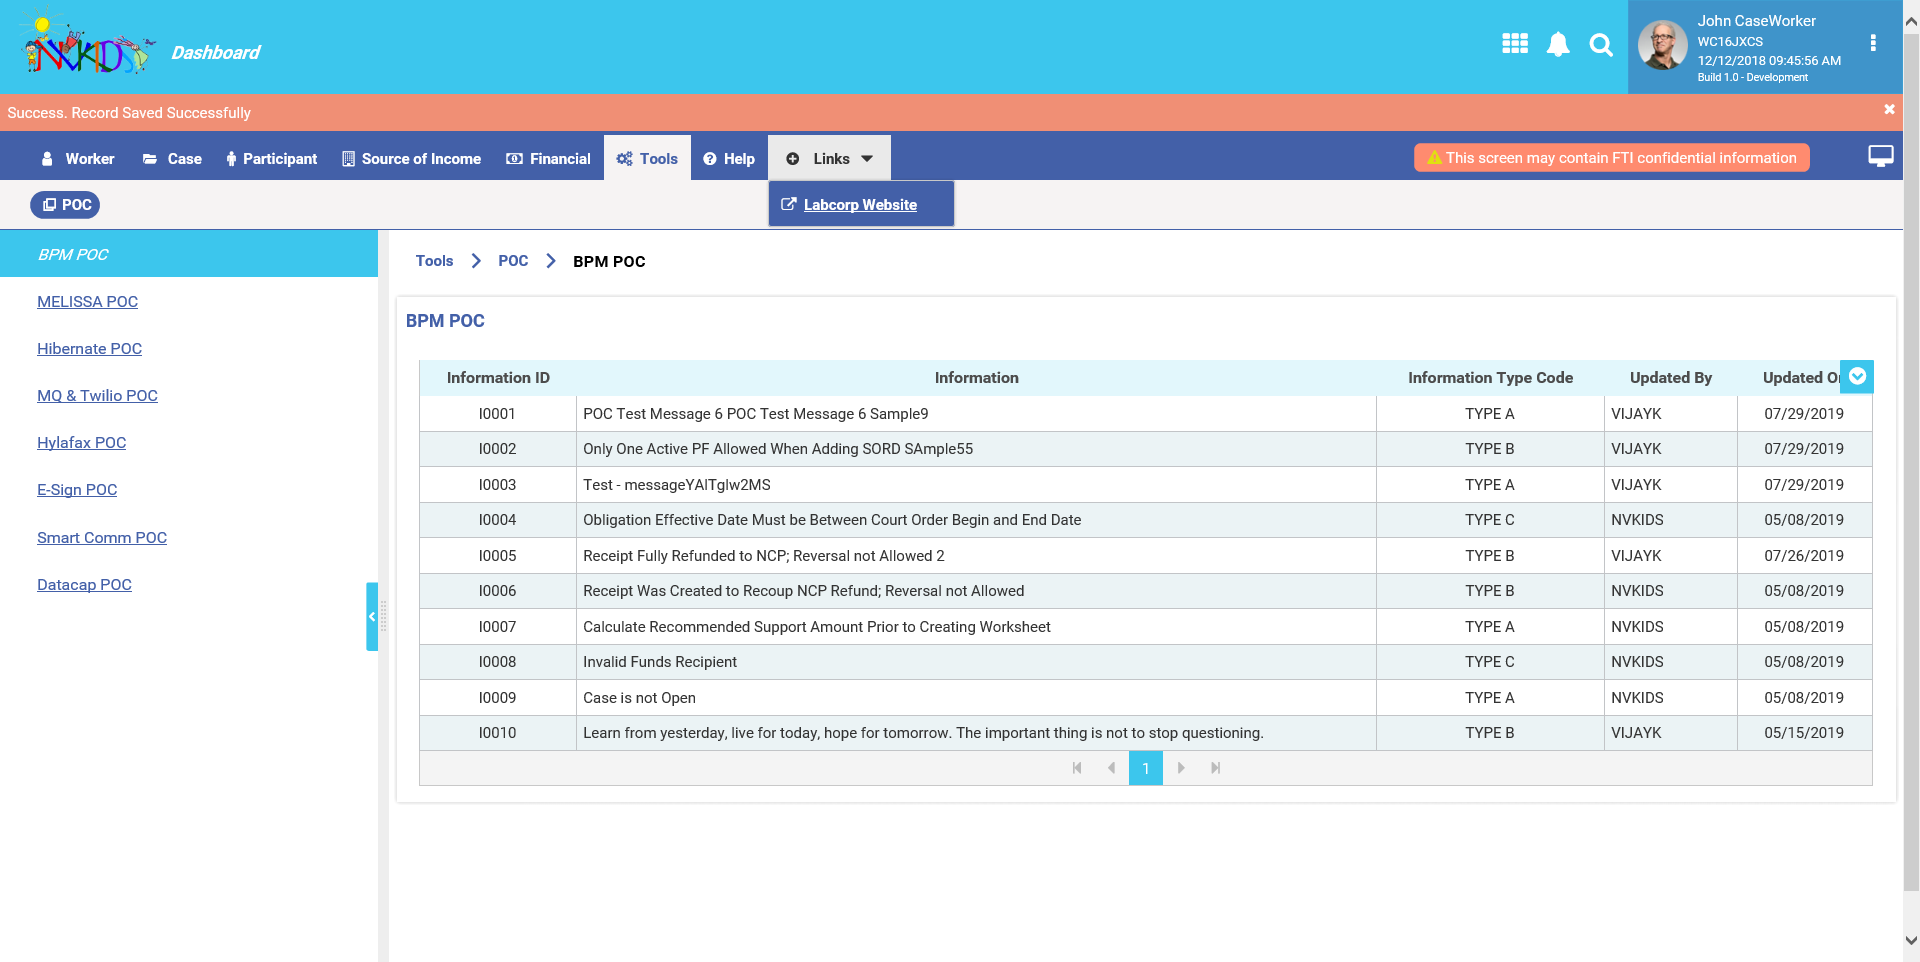 NVKIDS
Dashboard
John CaseWorker
WC16JXCS
12/12/2018 09:45:56 AM
Build 1.0 - Development
Success. Record Saved Successfully
Worker Case Participant Source of Income Financial Tools Help Links
This screen may contain FTI confidential information
POC
Labcorp Website
BPM POC
MELISSA POC
Hibernate POC
MQ & Twilio POC
Hylafax POC
E-Sign POC
Smart Comm POC
Datacap POC
Tools POC BPM POC
BPM POC
Information ID Information Information Type Code Updated By Updated
I0001 POC Test Message 6 POC Test Message 6 Sample9 TYPE A VIJAYK 07/29/2019
I0002 Only One Active PF Allowed When Adding SORD SAmple55 TYPE B VIJAYK 07/29/2019
I0003 Test - TYPE A VIJAYK 07/29/2019
I0004 Obligation Effective Date Must be Between Court Order Begin and End Date TYPE C NVKIDS 05/08/2019
I0005 Receipt Fully Refunded to NCP; Reversal not Allowed 2 TYPE B VIJAYK 07/26/2019
I0006 Receipt Was Created to Recoup NCP Refund; Reversal not Allowed TYPE B NVKIDS 05/08/2019
I0007 Calculate Recommended Support Amount Prior to Creating Worksheet TYPE A NVKIDS 05/08/2019
I0008 Invalid Funds Recipient TYPE C NVKIDS 05/08/2019
I0009 Case is not Open TYPE A NVKIDS 05/08/2019
I0010 Learn from yesterday, live for today, hope for tomorrow. The important thing is not to stop questioning. TYPE B VIJAYK 05/15/2019
1